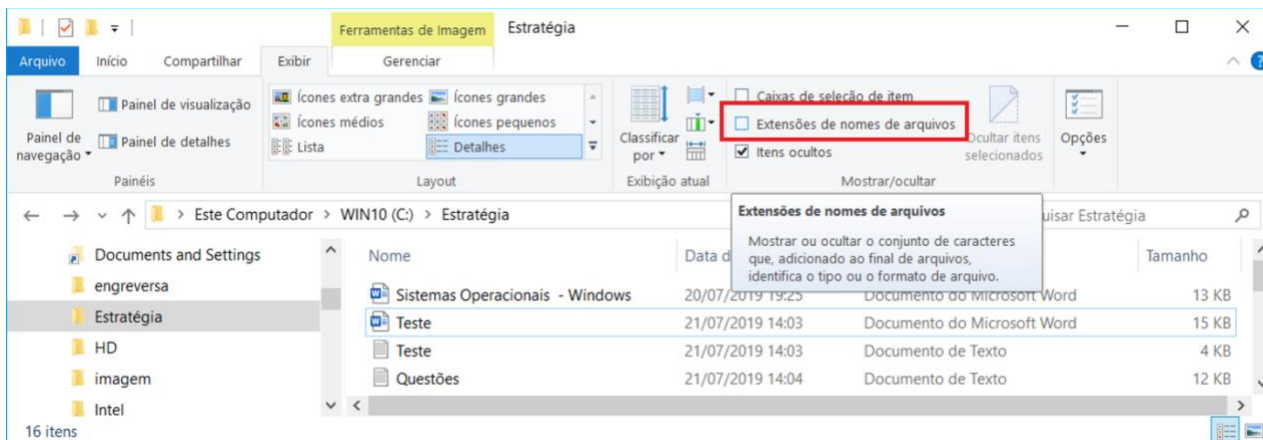 Ferramentas de Imagem Estratégia
Arquivo Início Compartilhar Exibir Gerenciar
Painel de navegação
Painel de visualização
Painel de detalhes
Painéis
Ícones extra grandes Ícones grandes
Ícones médios Ícones pequenos
Lista Detalhes
Layout
Classificar por
Exibição atual
Caixas de seleção de item
Extensões de nomes de arquivos
Itens ocultos
Ocultar itens selecionados
Mostrar/ocultar
Opções
Este Computador > WIN10 (C:) > Estratégia
uisar Estratégia
Extensões de nomes de arquivos
Mostrar ou ocultar o conjunto de caracteres
que, adicionado ao final de arquivos,
identifica o tipo ou o formato de arquivo.
Documents and Settings
engreversa
Estratégia
HD
imagem
Intel
Nome Data d Tamanho
Sistemas Operacionais - Windows 20/07/2019 19:25 Documento do Microsoft Word 13 KB
Teste 21/07/2019 14:03 Documento do Microsoft Word 15 KB
Teste 21/07/2019 14:03 Documento de Texto 4 KB
Questões 21/07/2019 14:04 Documento de Texto 12 KB
16 itens